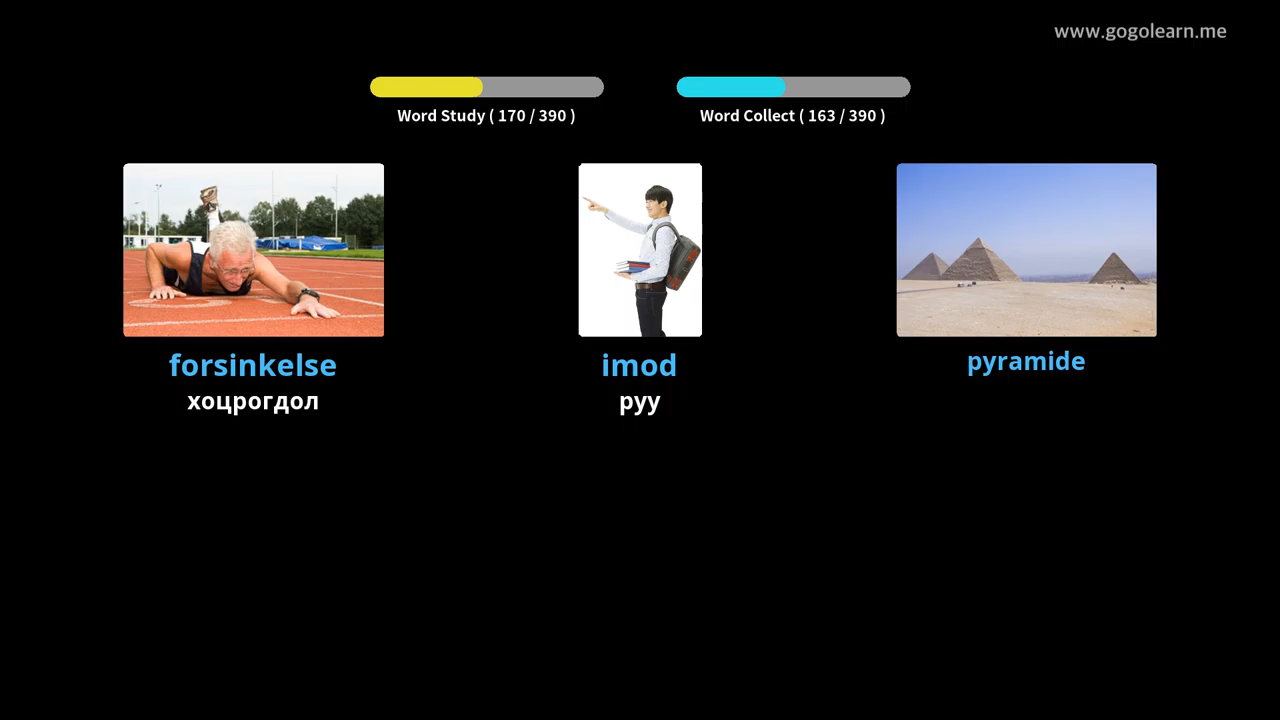 www.gogolearn.me
Word Study ( 170 / 390 )
Word Collect ( 163 / 390 )
forsinkelse
хоцрогдол
imod
руу
pyramide